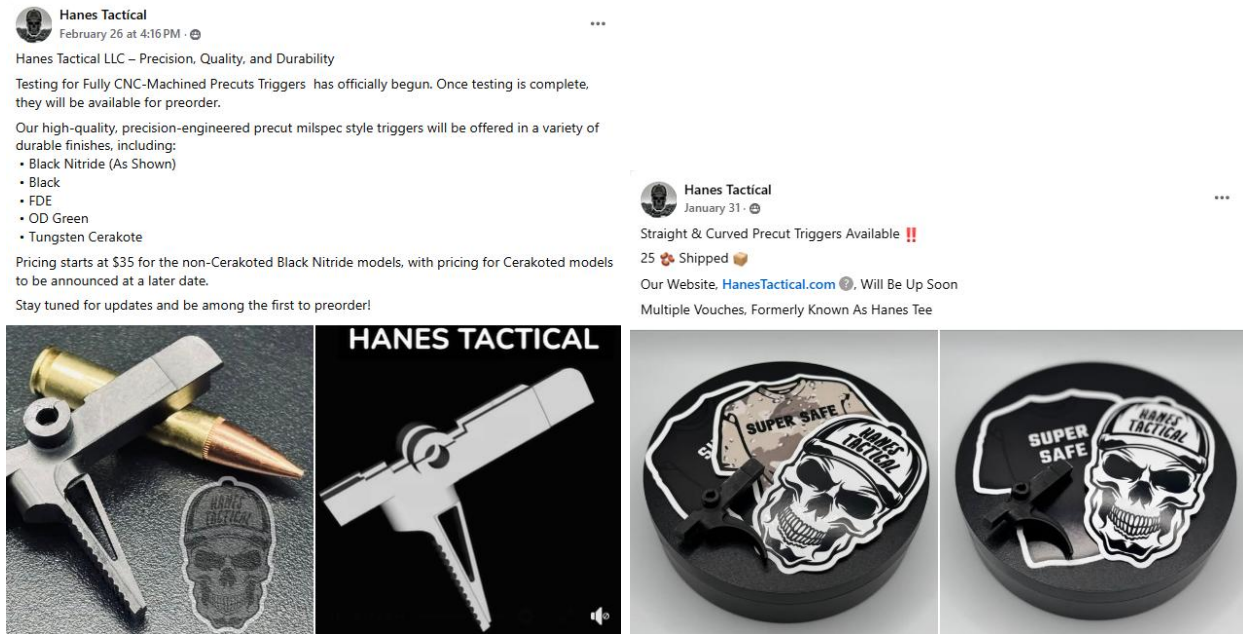 Hanes Tactícal
February 26 at 4:16 PM ·
Hanes Tactical LLC – Precision, Quality, and Durability
Testing for Fully CNC-Machined Precuts Triggers has officially begun. Once testing is complete,
they will be available for preorder.
Our high-quality, precision-engineered precut milspec style triggers will be offered in a variety of
durable finishes, including:
• Black Nitride (As Shown)
• Black
• FDE
• OD Green
• Tungsten Cerakote
Pricing starts at $35 for the non-Cerakoted Black Nitride models, with pricing for Cerakoted models
to be announced at a later date.
Stay tuned for updates and be among the first to preorder!
HANES
TACTICAL
HANES TACTICAL
Hanes Tactícal
January 31 ·
Straight & Curved Precut Triggers Available ‼️
25 Shipped
Our Website, HanesTactical.com ?, Will Be Up Soon
Multiple Vouches, Formerly Known As Hanes Tee
SUPER SAFE
HANES
TACTICAL
SUPER
SAFE
HANES
TACTICAL